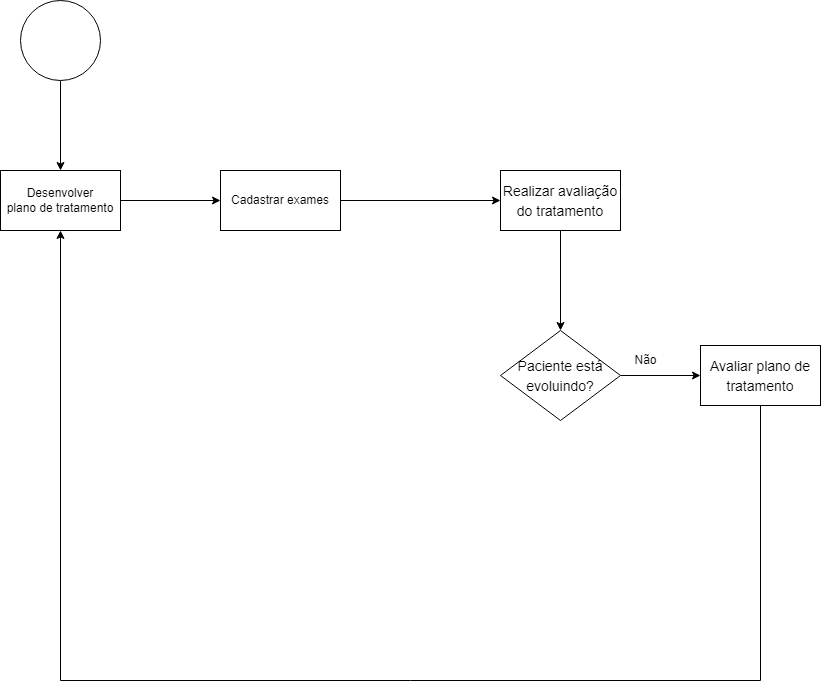 Desenvolver
plano de tratamento
Cadastrar exames
Realizar avaliação
do tratamento
Paciente está
evoluindo?
Não
Avaliar plano de
tratamento